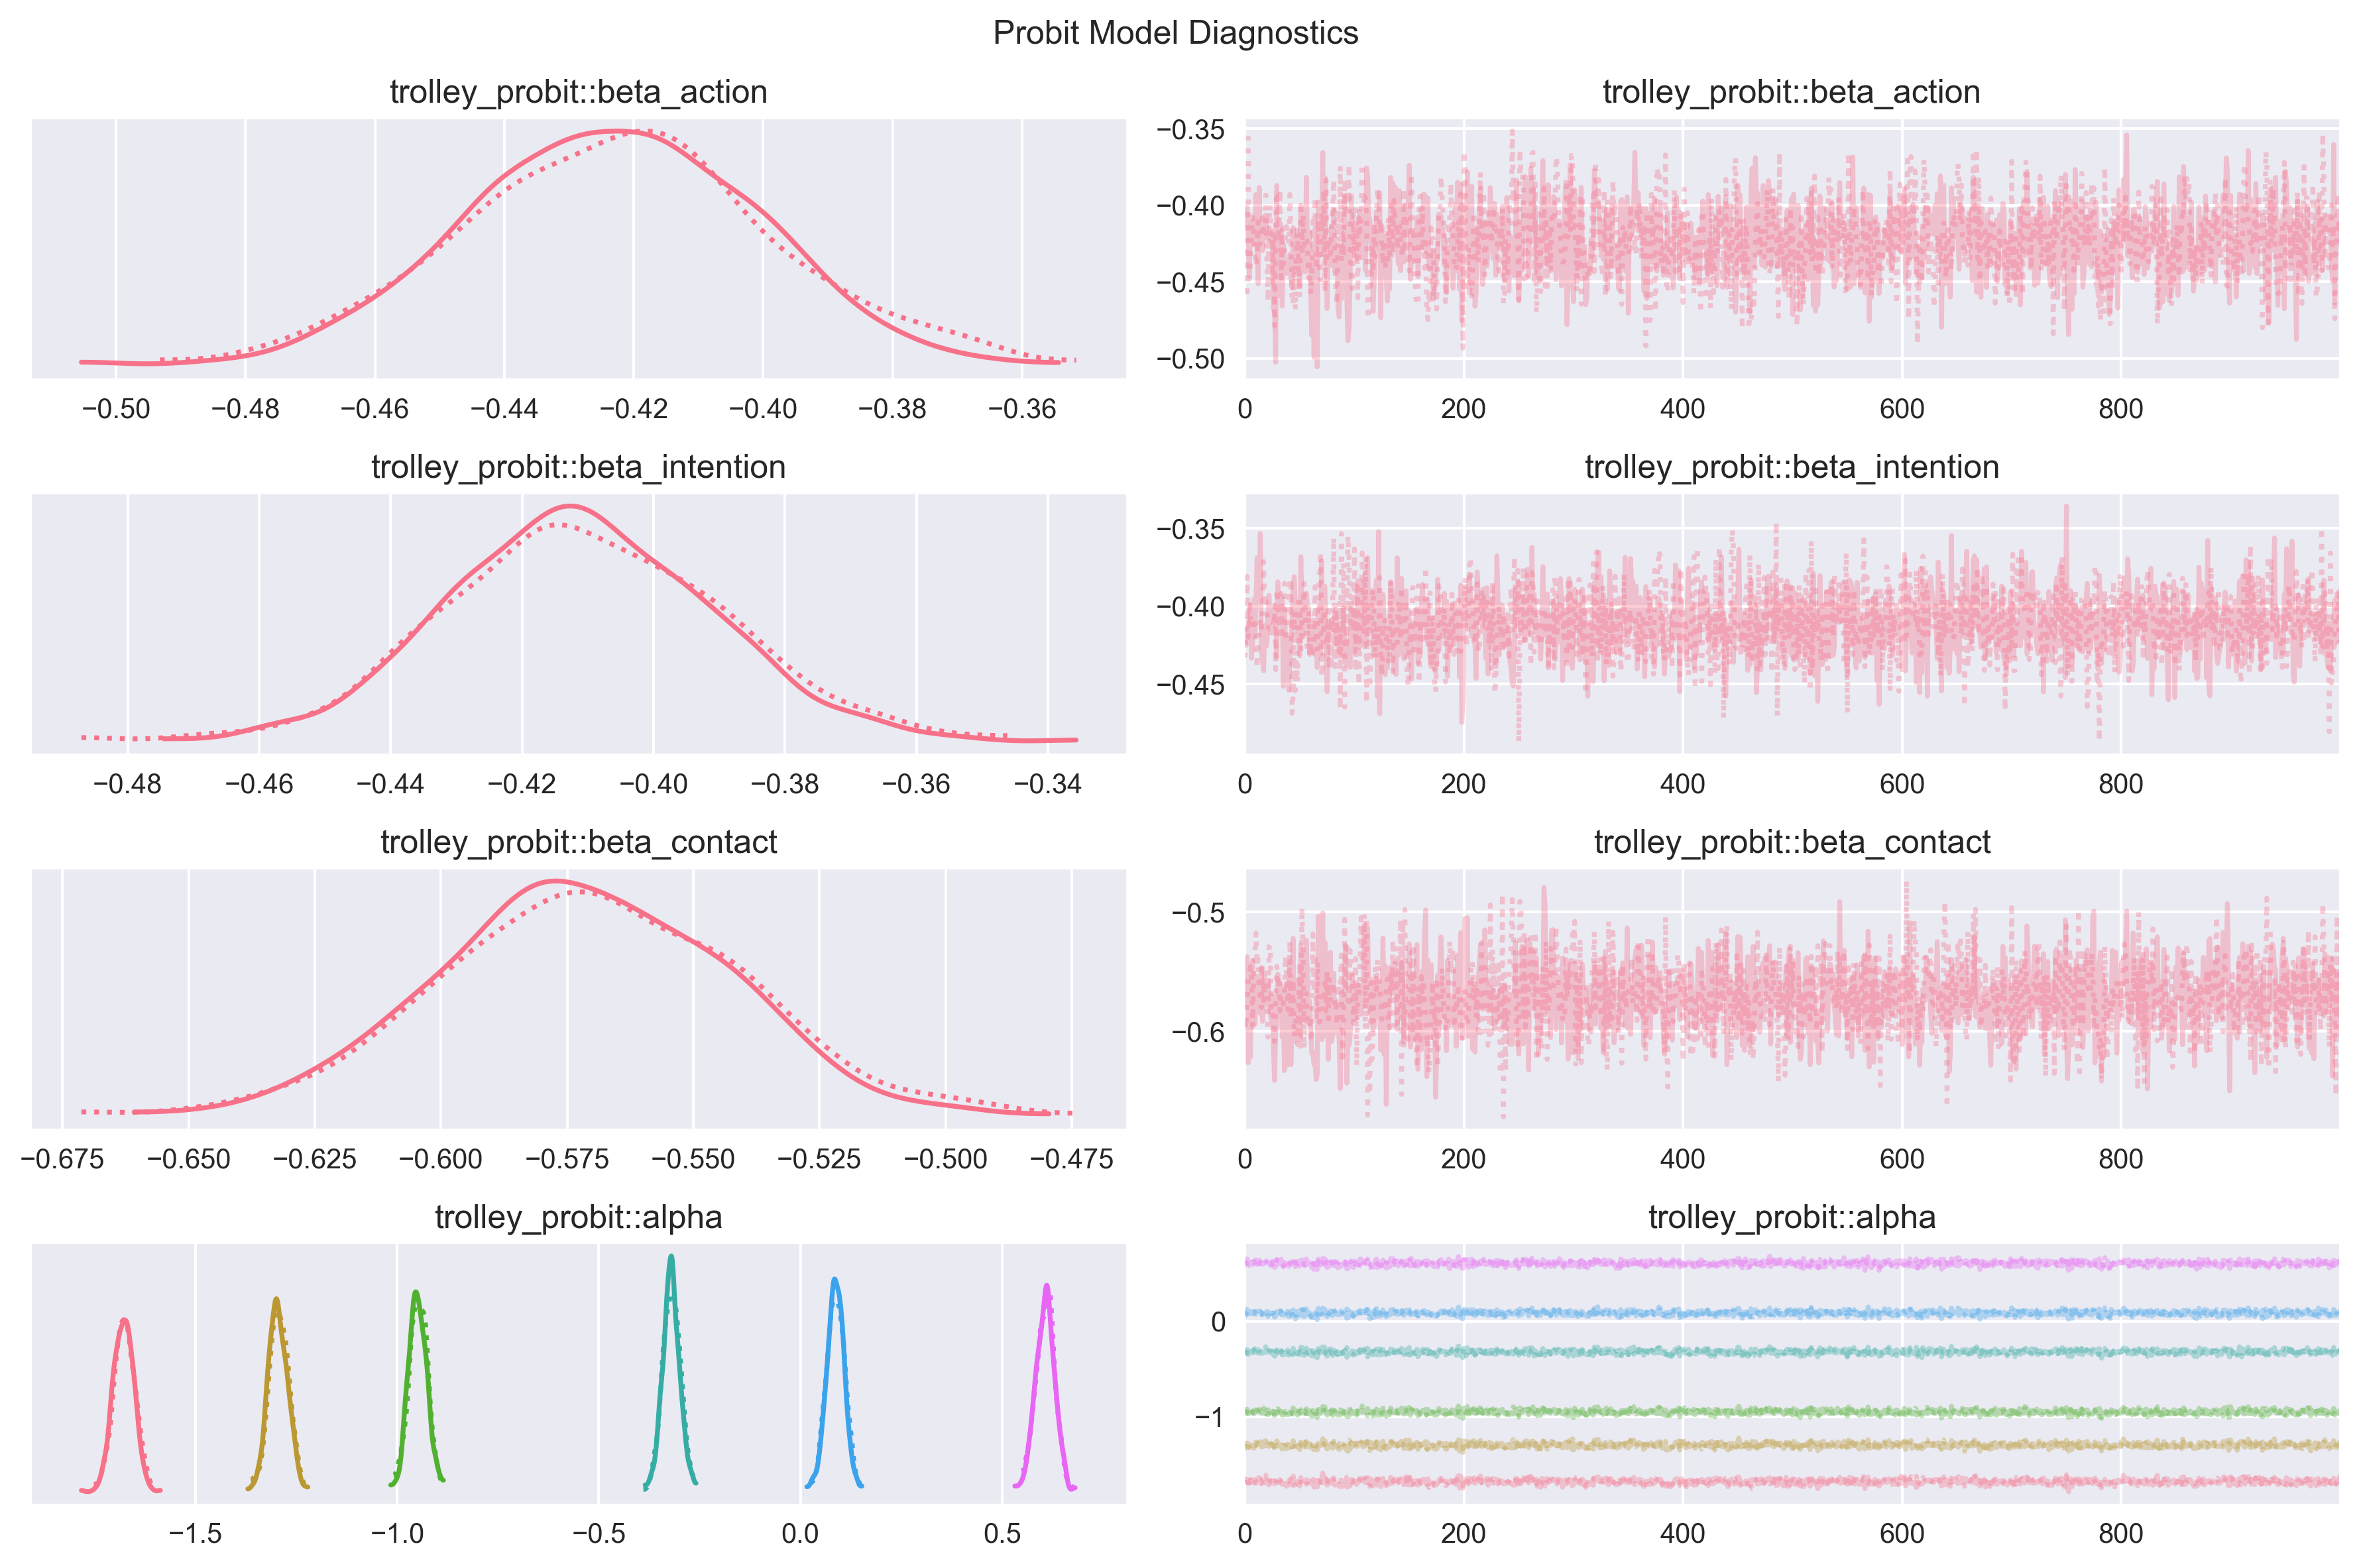 Probit Model Diagnostics
trolley_probit::beta_action
trolley_probit::beta_action
−0.35
−0.40
−0.45
−0.50
−0.50 −0.48 −0.46 −0.44 −0.42 −0.40 −0.38 −0.36
0 200 400 600 800
trolley_probit::beta_intention
trolley_probit::beta_intention
−0.35
−0.40
−0.45
−0.48 −0.46 −0.44 −0.42 −0.40 −0.38 −0.36 −0.34
0 200 400 600 800
trolley_probit::beta_contact
trolley_probit::beta_contact
−0.5
−0.6
−0.675 −0.650 −0.625 −0.600 −0.575 −0.550 −0.525 −0.500 −0.475
0 200 400 600 800
trolley_probit::alpha
trolley_probit::alpha
0
−1
−1.5 −1.0 −0.5 0.0 0.5
0 200 400 600 800